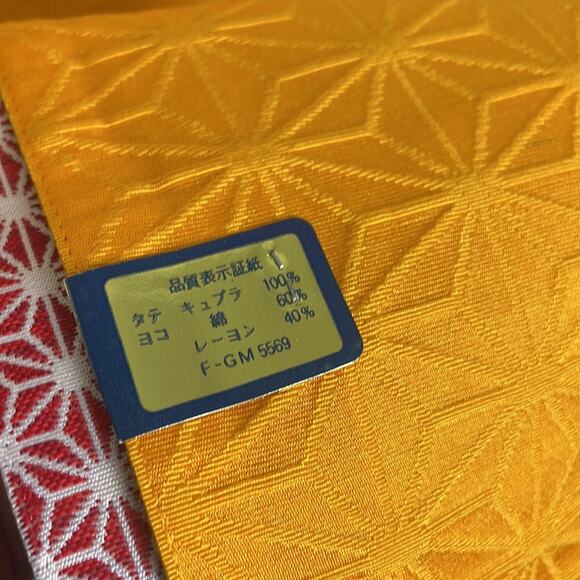 品質表示証紙
タテ キュプラ 100%
ヨコ 綿 60%
レーヨン 40%
F-GM 5569